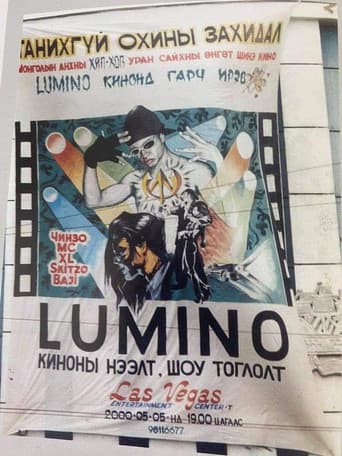 ТАНИХГҮЙ ОХИНЫ ЗАХИДАЛ
МОНГОЛЫН АНХНЫ ХИП-ХОП УРАН САЙХНЫ ӨНГӨТ ШИНЭ КИНО
LUMINO КИНОНД ГАРЧ ИРЭВ
Чинзо
MC
XL
Skitzo
Baji
LUMINO
КИНОНЫ НЭЭЛТ, ШОУ ТОГЛОЛТ
Las Vegas
ENTERTAINMENT CENTER-Т
2000-05-05-НД 19.00 ЦАГААС
98116677